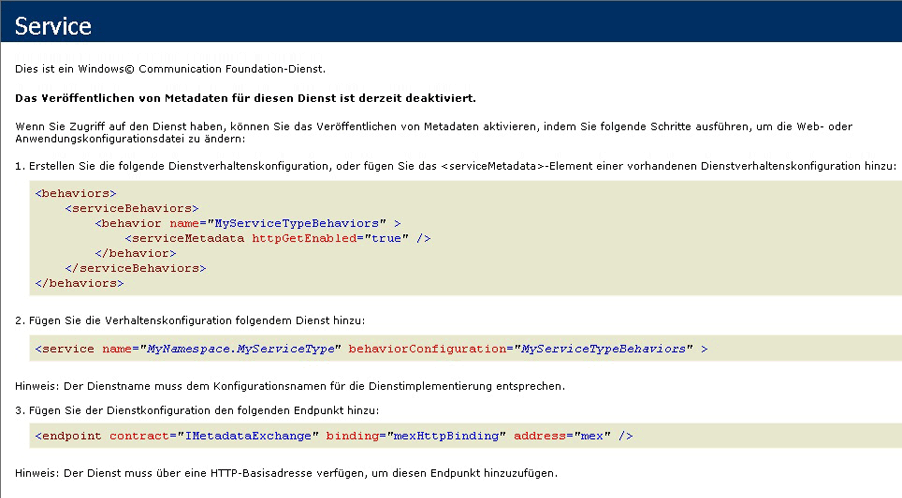 Service
Dies ist ein Windows© Communication Foundation-Dienst.
Das Veröffentlichen von Metadaten für diesen Dienst ist derzeit deaktiviert.
Wenn Sie Zugriff auf den Dienst haben, können Sie das Veröffentlichen von Metadaten aktivieren, indem Sie folgende Schritte ausführen, um die Web- oder
Anwendungskonfigurationsdatei zu ändern:
1. Erstellen Sie die folgende Dienstverhaltenskonfiguration, oder fügen Sie das <serviceMetadata>-Element einer vorhandenen Dienstverhaltenskonfiguration hinzu:
<behaviors>
<serviceBehaviors>
<behavior name="MyServiceTypeBehaviors" >
<serviceMetadata httpGetEnabled="true" />
</behavior>
</serviceBehaviors>
</behaviors>
2. Fügen Sie die Verhaltenskonfiguration folgendem Dienst hinzu:
<service name="MyNamespace.MyServiceType" behaviorConfiguration="MyServiceTypeBehaviors" >
Hinweis: Der Dienstname muss dem Konfigurationsnamen für die Dienstimplementierung entsprechen.
3. Fügen Sie der Dienstkonfiguration den folgenden Endpunkt hinzu:
<endpoint contract="IMetadataExchange" binding="mexHttpBinding" address="mex" />
Hinweis: Der Dienst muss über eine HTTP-Basisadresse verfügen, um diesen Endpunkt hinzuzufügen.